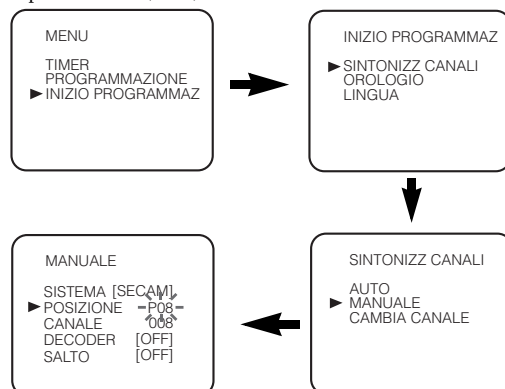 MENU
TIMER
PROGRAMMAZIONE
INIZIO PROGRAMMAZ
INIZIO PROGRAMMAZ
SINTONIZZ CANALI
OROLOGIO
LINGUA
SINTONIZZ CANALI
AUTO
MANUALE
CAMBIA CANALE
MANUALE
SISTEMA [SECAM]
POSIZIONE P08
CANALE 008
DECODER [OFF]
SALTO [OFF]